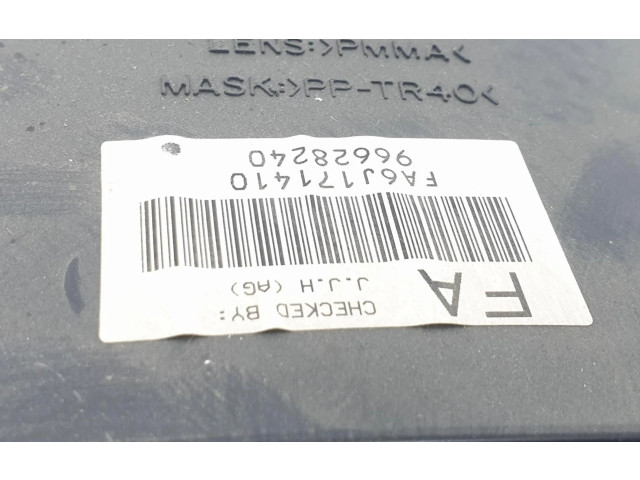 LENS:>PMMA<
MASK:>PP-TR40<
FA
CHECKED BY:
J.J.H (AG)
FA6J171410
96628240